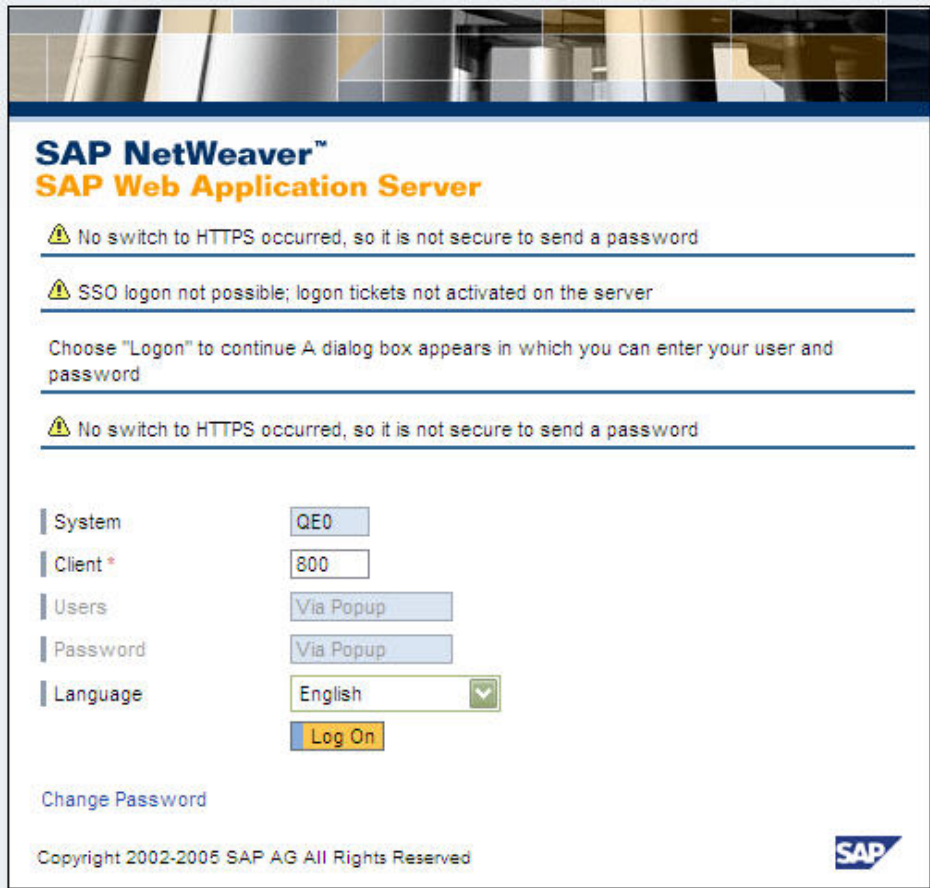 SAP NetWeaver™
SAP Web Application Server
No switch to HTTPS occurred, so it is not secure to send a password
SSO logon not possible; logon tickets not activated on the server
Choose "Logon" to continue A dialog box appears in which you can enter your user and
password
No switch to HTTPS occurred, so it is not secure to send a password
System QE0
Client * 800
Users Via Popup
Password Via Popup
Language English
Log On
Change Password
Copyright 2002-2005 SAP AG All Rights Reserved SAP